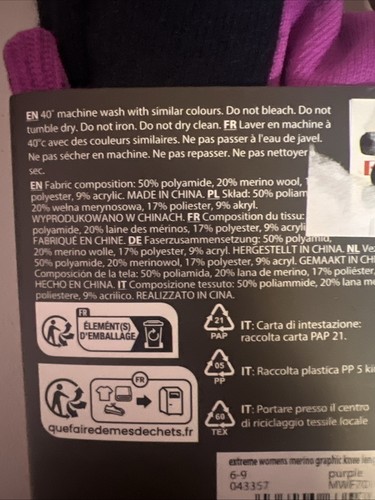 EN 40° machine wash with similar colours. Do not bleach. Do not
tumble dry. Do not iron. Do not dry clean. FR Laver en machine à
40°c avec des couleurs similaires. Ne pas passer à l'eau de javel.
Ne pas sécher en machine. Ne pas repasser. Ne pas nettoyer
sec.
EN Fabric composition: 50% polyamide, 20% merino wool,
polyester, 9% acrylic. MADE IN CHINA. PL Skład: 50% poliam
20% wełna merynosowa, 17% poliester, 9% akryl.
WYPRODUKOWANO W CHINACH. FR Composition du tissu:
polyamide, 20% laine des mérinos, 17% polyester, 9% acryl
FABRIQUÉ EN CHINE. DE Faserzusammensetzung: 50% polyamid,
20% merino wolle, 17% polyester, 9% acryl. HERGESTELLT IN CHINA. NL Ve
50% polyamide, 20% merinowol, 17% polyester, 9% acryl. GEMAAKT IN CH
Composición de la tela: 50% poliamida, 20% lana de merino, 17% poliéster,
HECHO EN CHINA. IT Composizione tessuto: 50% poliammide, 20% lana me
poliestere, 9% acrilico. REALIZZATO IN CINA.
FR
ÉLÉMENT(S)
D'EMBALLAGE
FR
quefairedemesdechets.fr
21
PAP
IT: Carta di intestazione:
raccolta carta PAP 21.
05
PP
IT: Raccolta plastica PP 5 ki
60
TEX
IT: Portare presso il centro
di riciclaggio tessile locale
extreme womens merino graphic knee len
6-9 purple
043357